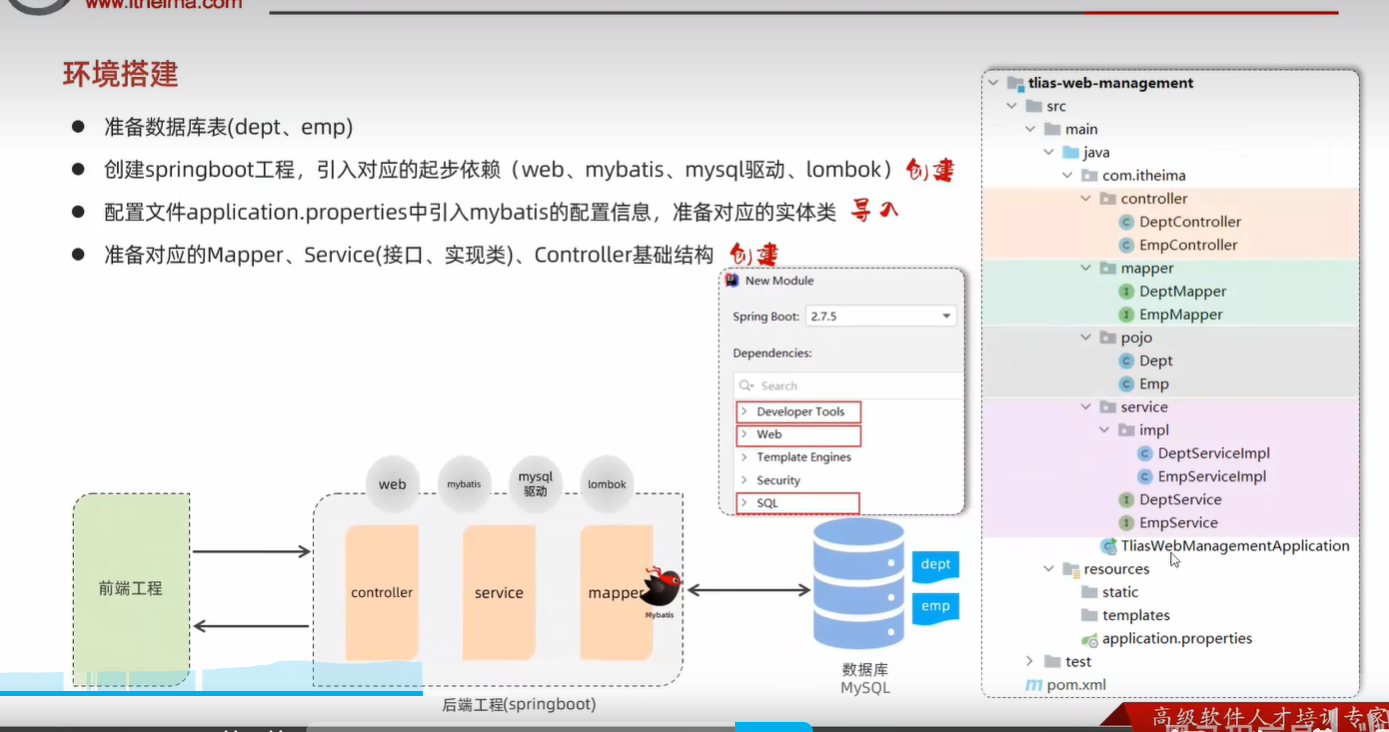 www.itheima.com
环境搭建
准备数据库表(dept、emp)
创建springboot工程，引入对应的起步依赖（web、mybatis、mysql驱动、lombok） 创建
配置文件application.properties中引入mybatis的配置信息，准备对应的实体类 导入
准备对应的Mapper、Service(接口、实现类)、Controller基础结构 创建
New Module
Spring Boot: 2.7.5
Dependencies:
Search
Developer Tools
Web
Template Engines
Security
SQL
web
mybatis
mysql
驱动
lombok
前端工程
controller
service
mapper
Mybatis
后端工程(springboot)
dept
emp
数据库
MySQL
tlias-web-management
src
main
java
com.itheima
controller
DeptController
EmpController
mapper
DeptMapper
EmpMapper
pojo
Dept
Emp
service
impl
DeptServiceImpl
EmpServiceImpl
DeptService
EmpService
TliasWebManagementApplication
resources
static
templates
application.properties
test
pom.xml
高级软件人才培训专家